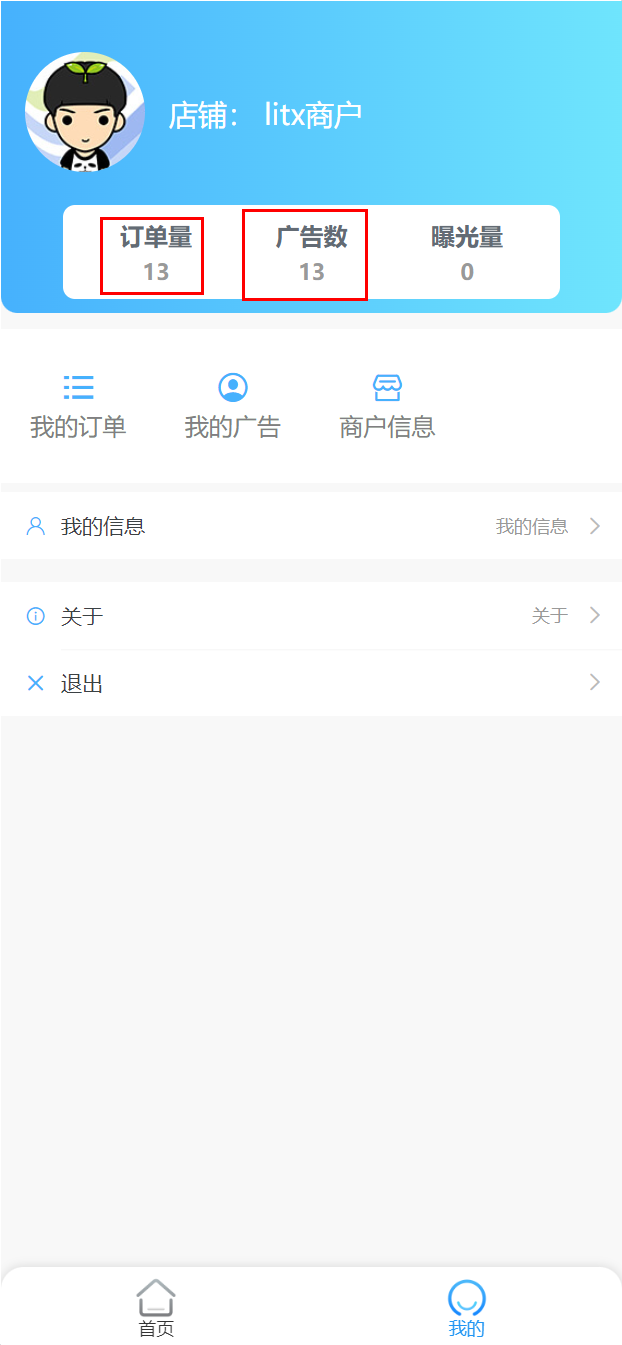 店铺： litx商户
订单量 广告数 曝光量
13 13 0
我的订单 我的广告 商户信息
我的信息 我的信息
关于 关于
退出
首页 我的